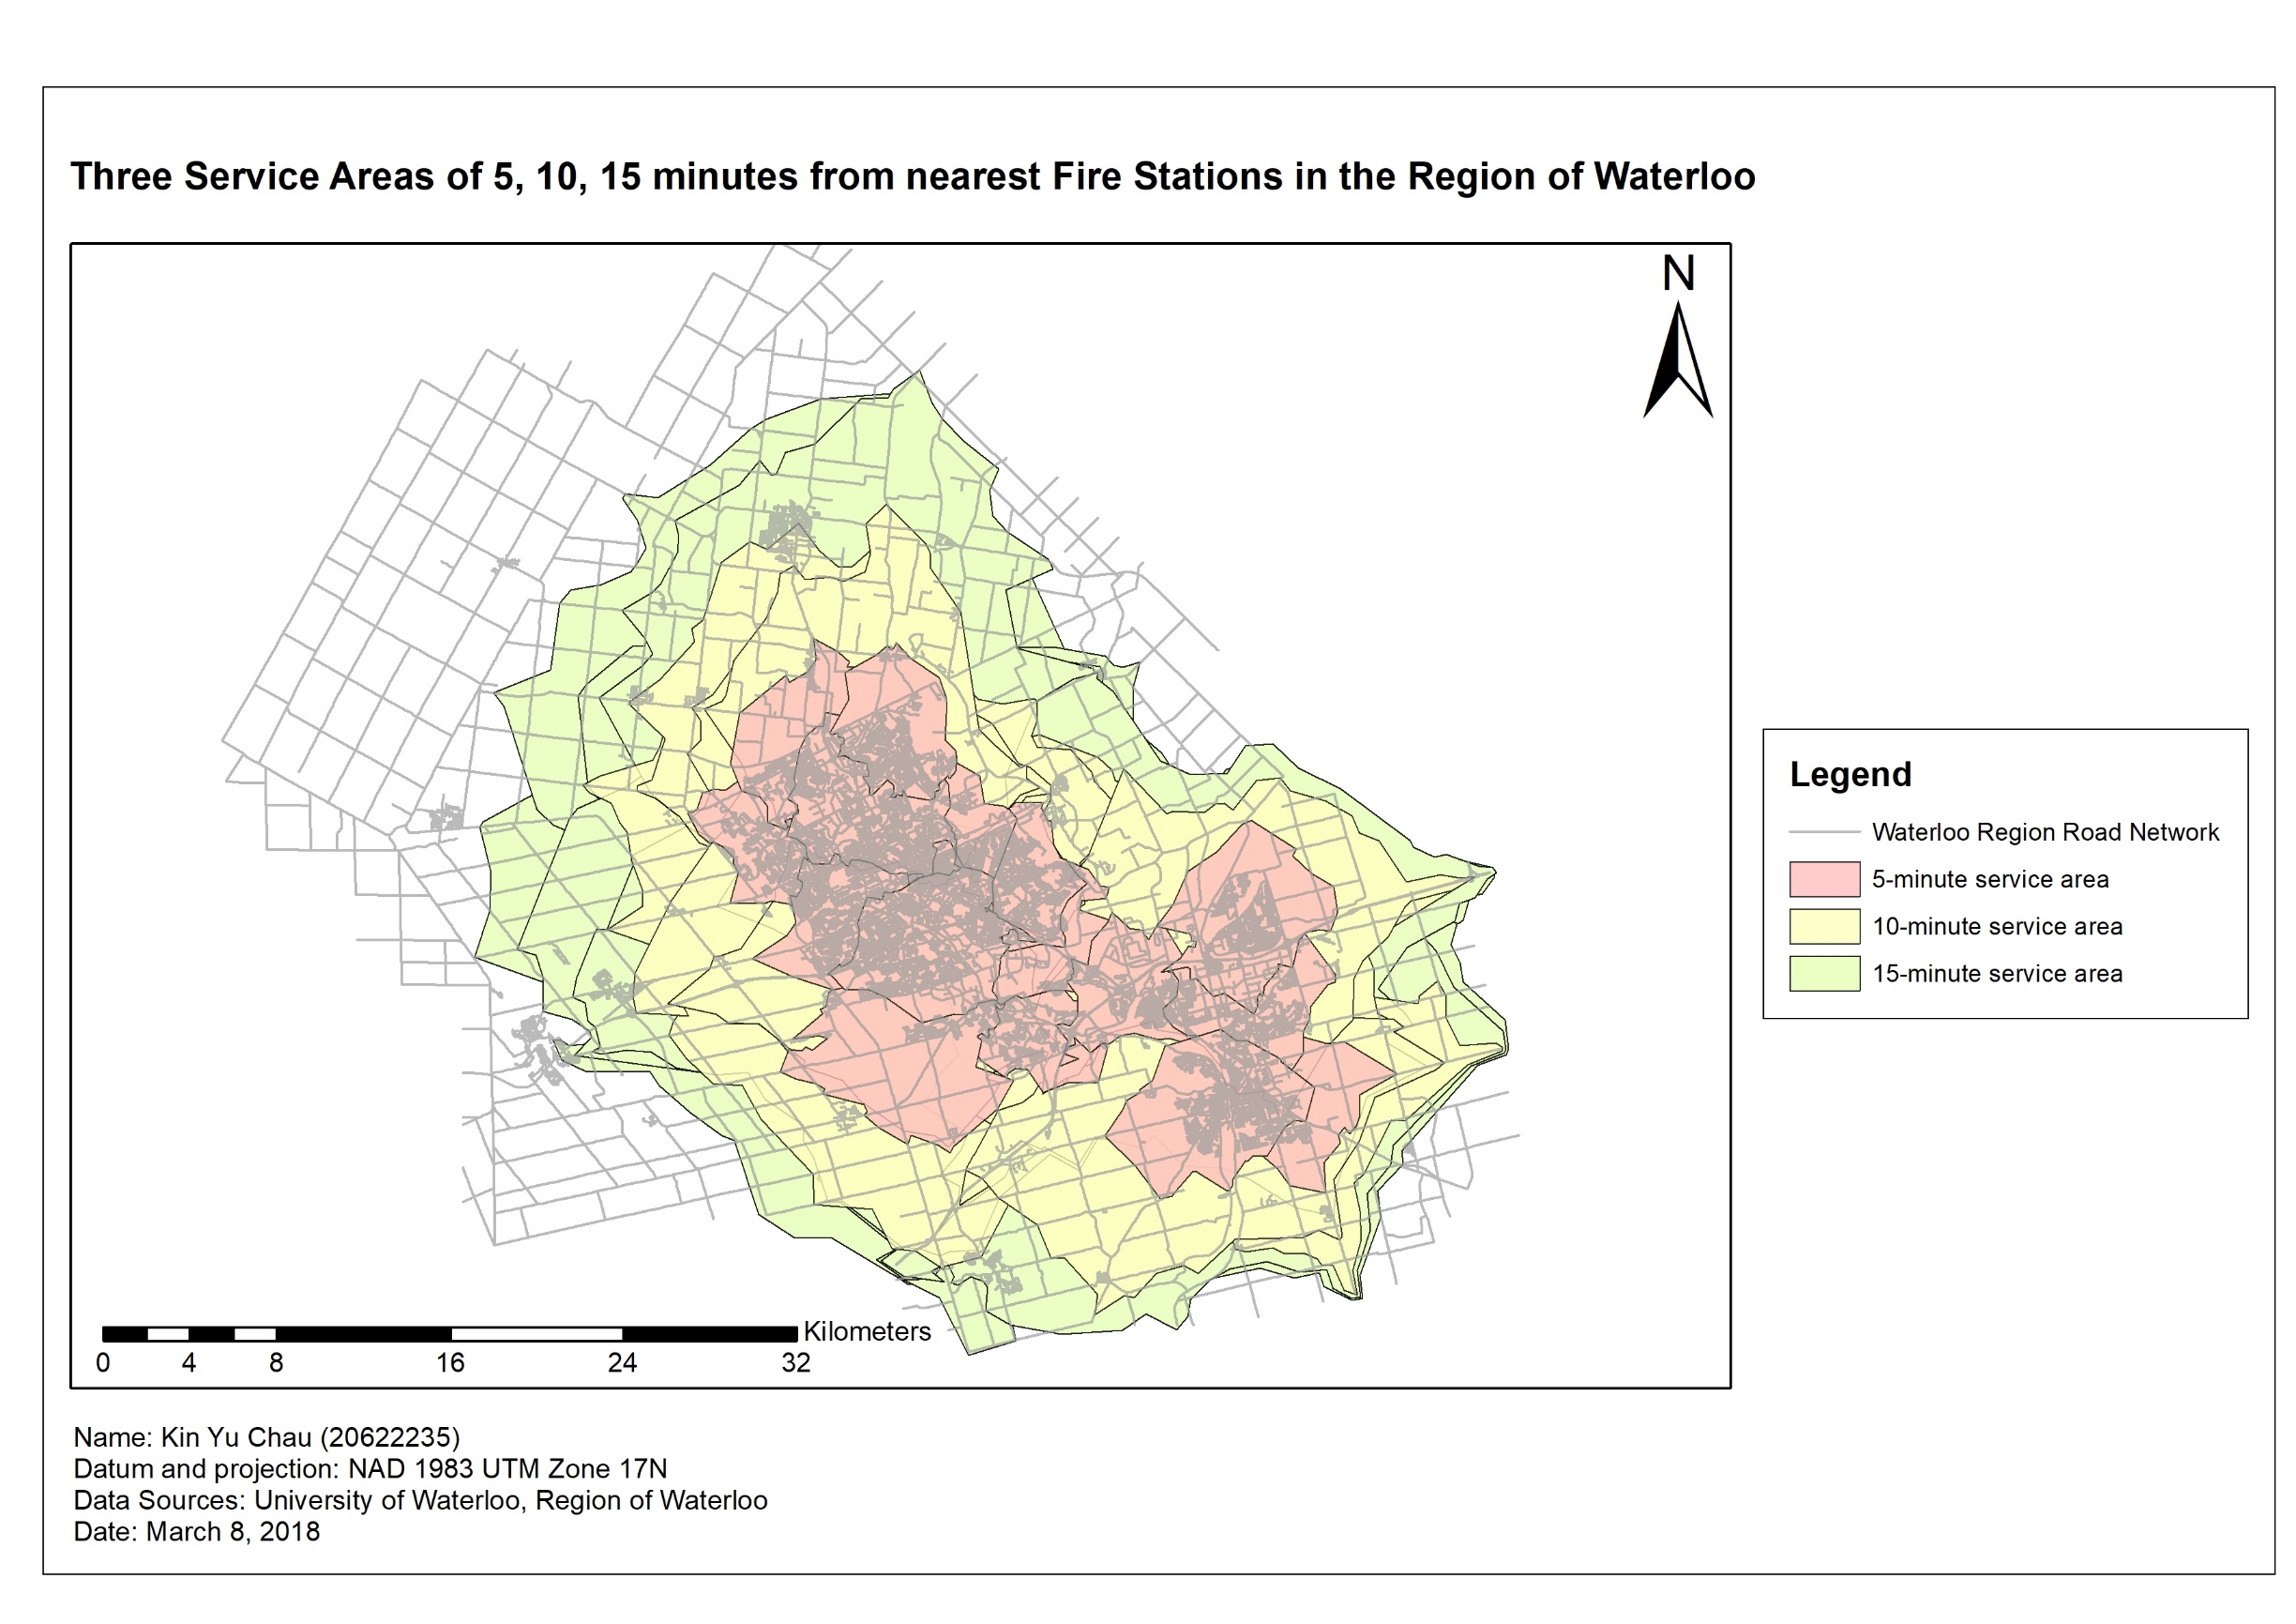 Three Service Areas of 5, 10, 15 minutes from nearest Fire Stations in the Region of Waterloo
N
Legend
Waterloo Region Road Network
5-minute service area
10-minute service area
15-minute service area
Kilometers
0 4 8 16 24 32
Name: Kin Yu Chau (20622235)
Datum and projection: NAD 1983 UTM Zone 17N
Data Sources: University of Waterloo, Region of Waterloo
Date: March 8, 2018